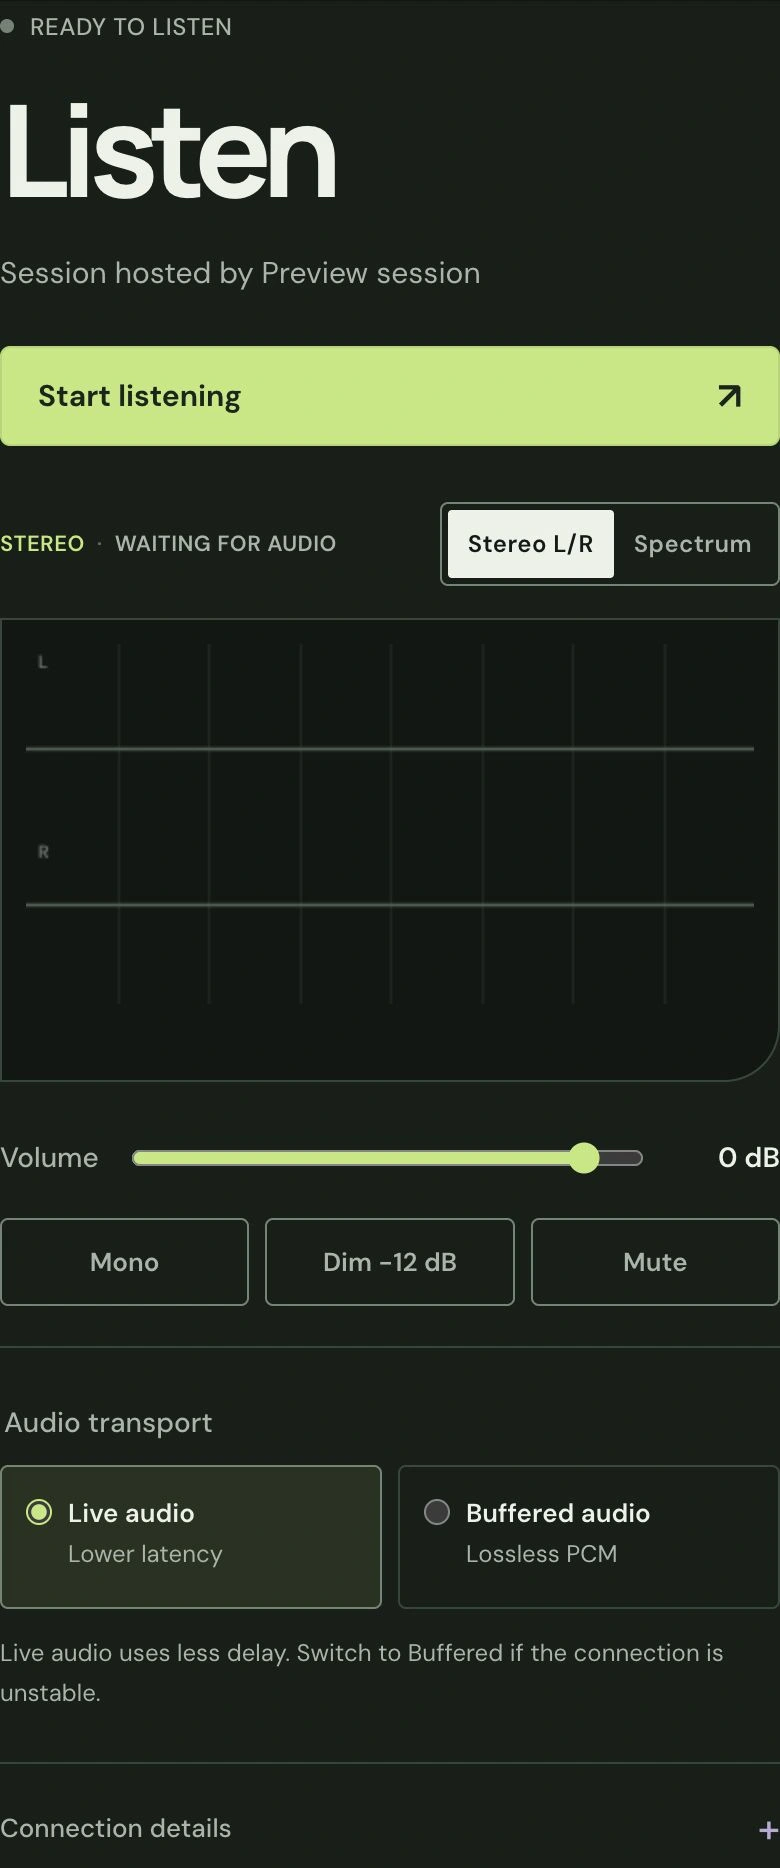 READY TO LISTEN
Listen
Session hosted by Preview session
Start listening
STEREO · WAITING FOR AUDIO
Stereo L/R
Spectrum
L
R
Volume
0 dB
Mono
Dim −12 dB
Mute
Audio transport
Live audio
Lower latency
Buffered audio
Lossless PCM
Live audio uses less delay. Switch to Buffered if the connection is
unstable.
Connection details
+